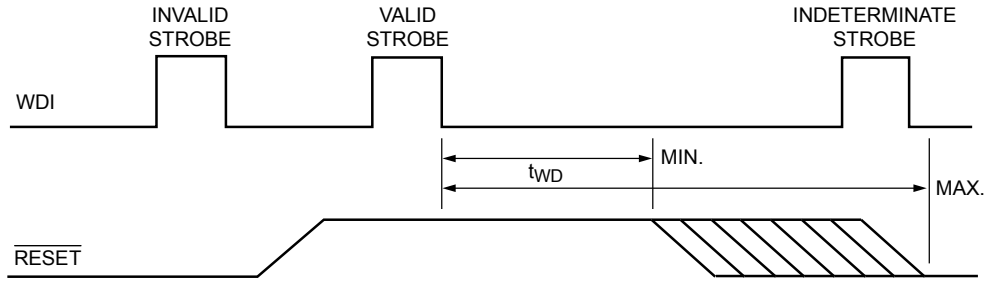 INVALID
STROBE
VALID
STROBE
INDETERMINATE
STROBE
WDI
MIN.
tWD
MAX.
RESET